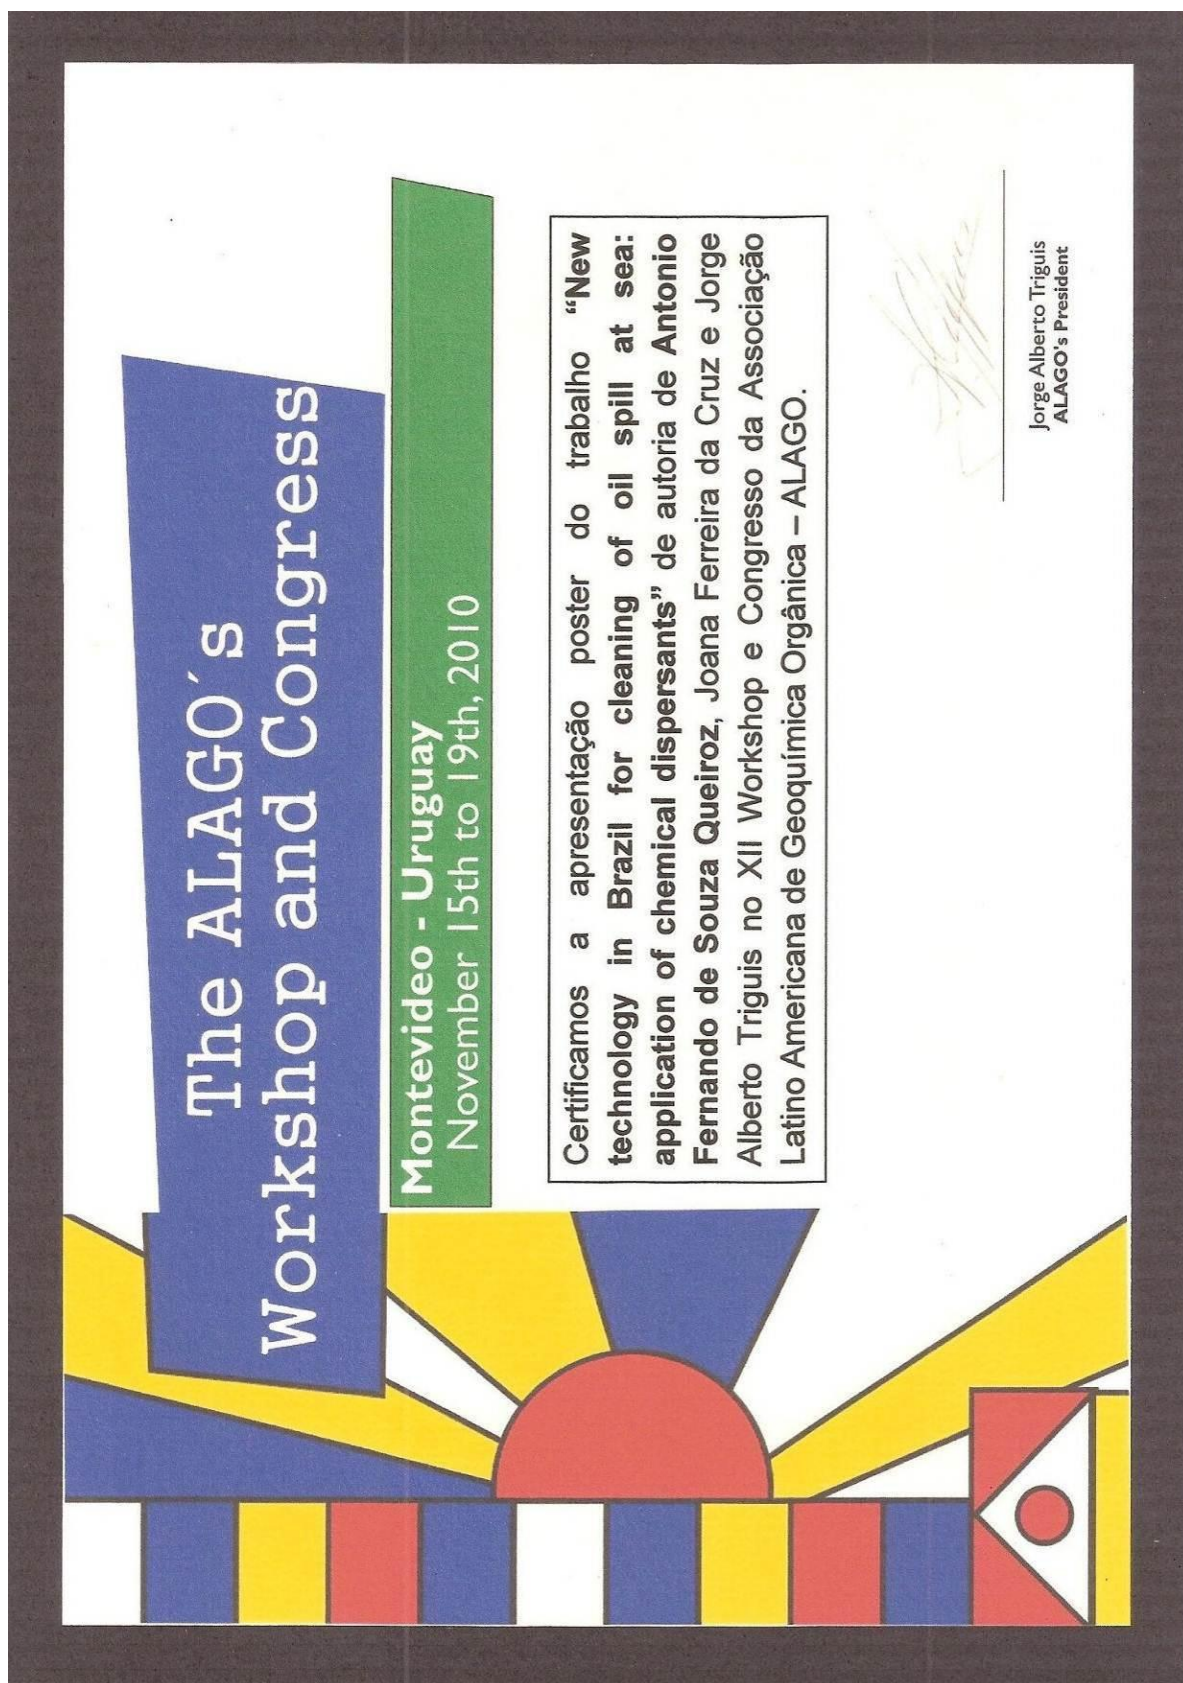 The ALAGO´s
Workshop and Congress
Montevideo - Uruguay
November 15th to 19th, 2010
Certificamos a apresentação poster do trabalho “New
technology in Brazil for cleaning of oil spill at sea:
application of chemical dispersants” de autoria de Antonio
Fernando de Souza Queiroz, Joana Ferreira da Cruz e Jorge
Alberto Triguis no XII Workshop e Congresso da Associação
Latino Americana de Geoquímica Orgânica – ALAGO.
Jorge Alberto Triguis
ALAGO's President